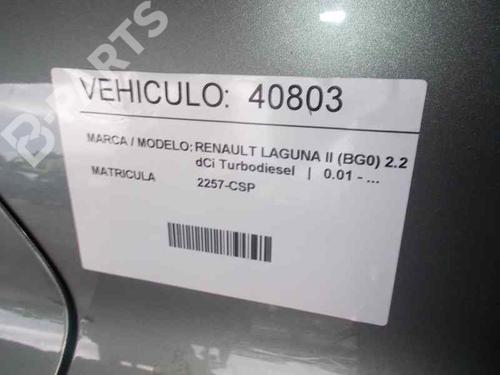 B-PARTS
VEHICULO: 40803
MARCA / MODELO: RENAULT LAGUNA II (BG0) 2.2
dCi Turbodiesel | 0.01 - ...
MATRICULA 2257-CSP